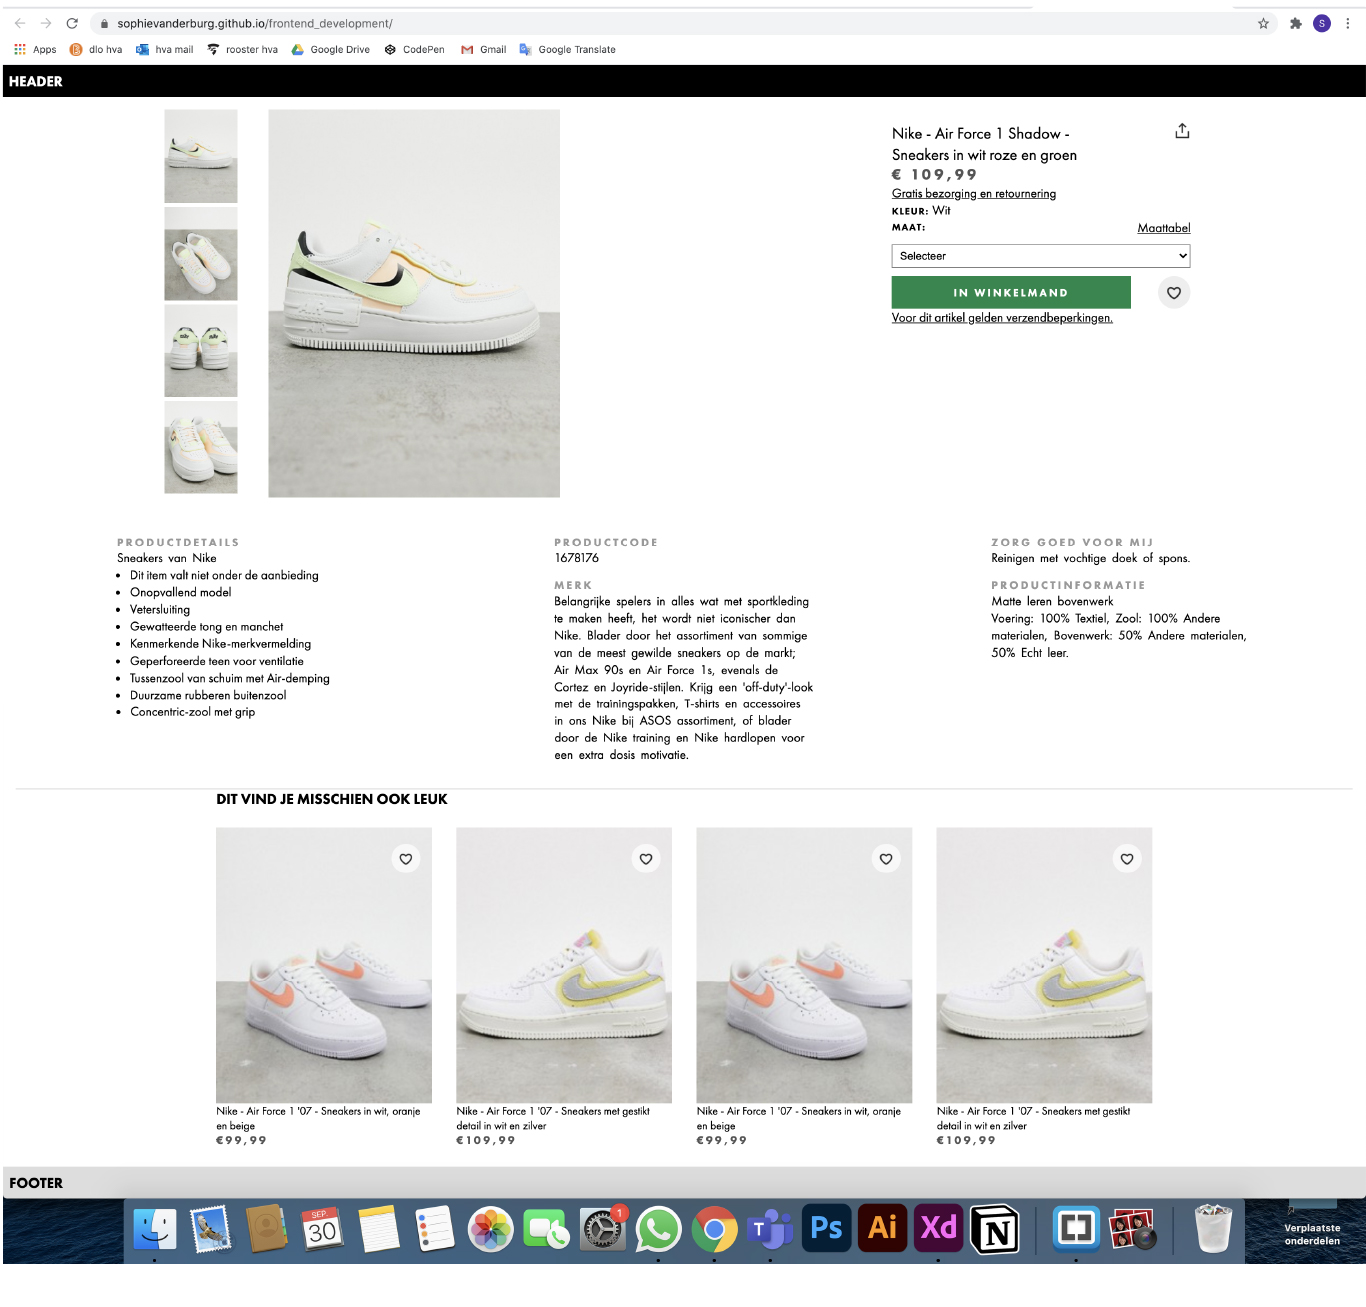 sophievanderburg.github.io/frontend_development/
S
Apps
dlo hva
hva mail
rooster hva
Google Drive
CodePen
Gmail
Google Translate
HEADER
Nike - Air Force 1 Shadow -
Sneakers in wit roze en groen
€ 109,99
Gratis bezorging en retournering
KLEUR: Wit
MAAT:
Maattabel
Selecteer
IN WINKELMAND
Voor dit artikel gelden verzendbeperkingen.
PRODUCTDETAILS
Sneakers van Nike
• Dit item valt niet onder de aanbieding
• Onopvallend model
• Vetersluiting
• Gewatteerde tong en manchet
• Kenmerkende Nike-merkvermelding
• Geperforeerde teen voor ventilatie
• Tussenzool van schuim met Air-demping
• Duurzame rubberen buitenzool
• Concentric-zool met grip
PRODUCTCODE
1678176
MERK
Belangrijke spelers in alles wat met sportkleding
te maken heeft, het wordt niet iconischer dan
Nike. Blader door het assortiment van sommige
van de meest gewilde sneakers op de markt;
Air Max 90s en Air Force 1s, evenals de
Cortez en Joyride-stijlen. Krijg een 'off-duty'-look
met de trainingspakken, T-shirts en accessoires
in ons Nike bij ASOS assortiment, of blader
door de Nike training en Nike hardlopen voor
een extra dosis motivatie.
ZORG GOED VOOR MIJ
Reinigen met vochtige doek of spons.
PRODUCTINFORMATIE
Matte leren bovenwerk
Voering: 100% Textiel, Zool: 100% Andere
materialen, Bovenwerk: 50% Andere materialen,
50% Echt leer.
DIT VIND JE MISSCHIEN OOK LEUK
Nike - Air Force 1 '07 - Sneakers in wit, oranje
en beige
€99,99
Nike - Air Force 1 '07 - Sneakers met gestikt
detail in wit en zilver
€109,99
Nike - Air Force 1 '07 - Sneakers in wit, oranje
en beige
€99,99
Nike - Air Force 1 '07 - Sneakers met gestikt
detail in wit en zilver
€109,99
FOOTER
SEP.
30
1
T
Ps
Ai
Xd
N
Verplaatste
onderdelen